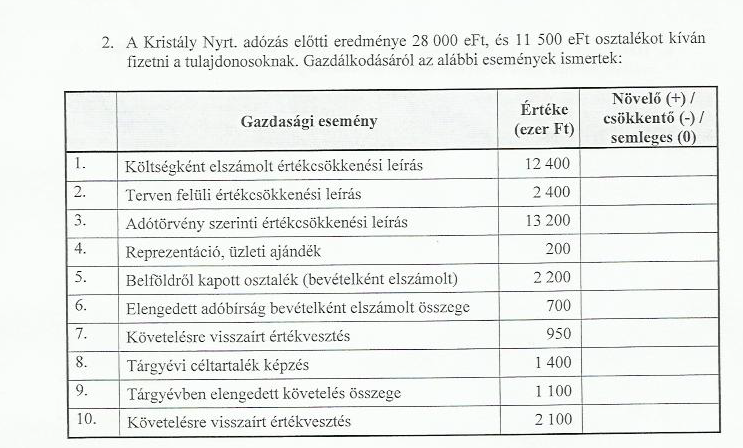 2. A Kristály Nyrt. adózás előtti eredménye 28 000 eFt, és 11 500 eFt osztalékot kíván
fizetni a tulajdonosoknak. Gazdálkodásáról az alábbi események ismertek:
Gazdasági esemény Értéke (ezer Ft) Növelő (+) / csökkentő (-) / semleges (0)
1. Költségként elszámolt értékcsökkenési leírás 12 400
2. Terven felüli értékcsökkenési leírás 2 400
3. Adótörvény szerinti értékcsökkenési leírás 13 200
4. Reprezentáció, üzleti ajándék 200
5. Belföldről kapott osztalék (bevételként elszámolt) 2 200
6. Elengedett adóbírság bevételként elszámolt összege 700
7. Követelésre visszaírt értékvesztés 950
8. Tárgyévi céltartalék képzés 1 400
9. Tárgyévben elengedett követelés összege 1 100
10. Követelésre visszaírt értékvesztés 2 100